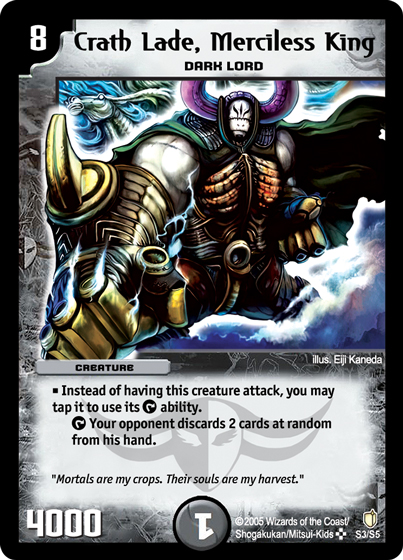 8 Crath Lade, Merciless King
DARK LORD
illus. Eiji Kaneda
CREATURE
▪ Instead of having this creature attack, you may
tap it to use its ability.
Your opponent discards 2 cards at random
from his hand.
"Mortals are my crops. Their souls are my harvest."
4000
1
©2005 Wizards of the Coast/
Shogakukan/Mitsui-Kids S3/S5